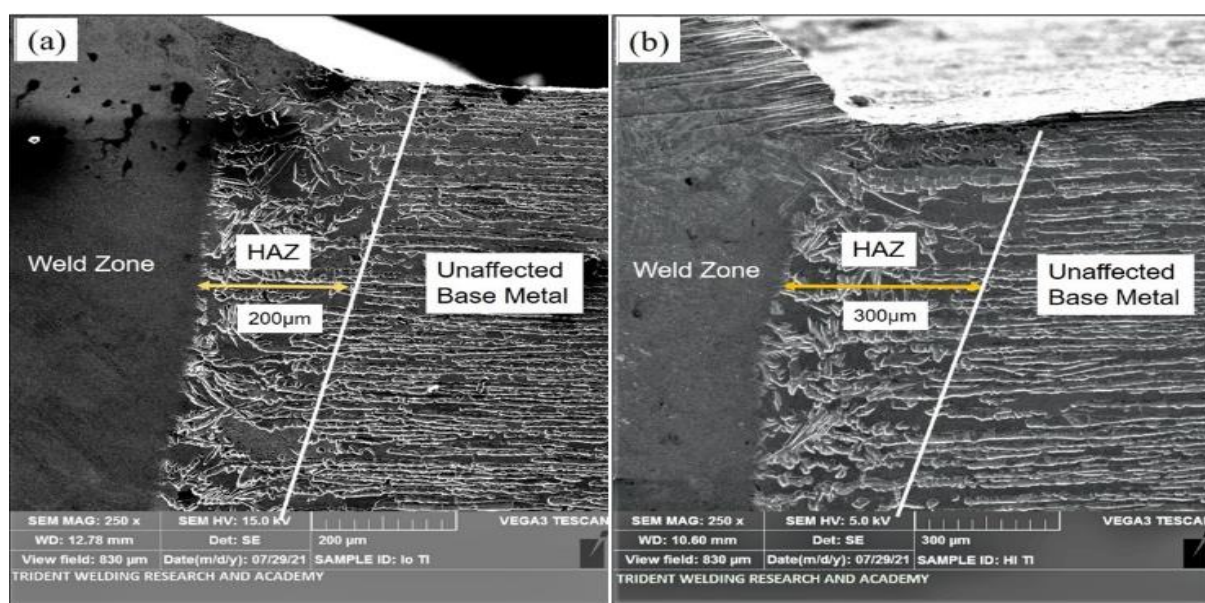 (a)
Weld Zone
HAZ
200µm
Unaffected
Base Metal
SEM MAG: 250 x
SEM HV: 15.0 kV
VEGA3 TESCAN
WD: 12.78 mm
Det: SE
200 µm
View field: 830 µm
Date(m/d/y): 07/29/21
SAMPLE ID: lo TI
TRIDENT WELDING RESEARCH AND ACADEMY
(b)
Weld Zone
HAZ
300µm
Unaffected
Base Metal
SEM MAG: 250 x
SEM HV: 5.0 kV
VEGA3 TESCAN
WD: 10.60 mm
Det: SE
300 µm
View field: 830 µm
Date(m/d/y): 07/29/21
SAMPLE ID: HI TI
TRIDENT WELDING RESEARCH AND ACADEMY